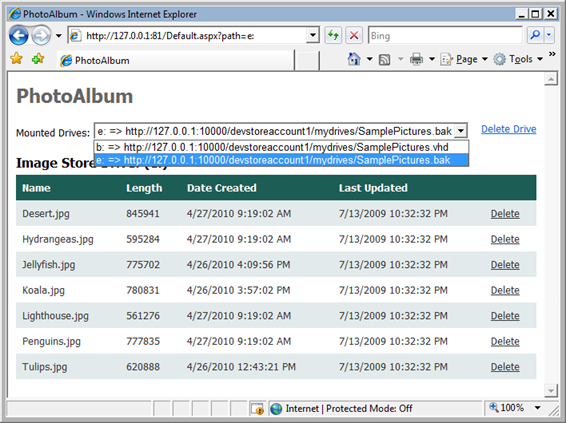 PhotoAlbum - Windows Internet Explorer
http://127.0.0.1:81/Default.aspx?path=e:
Bing
PhotoAlbum
Page
Tools
PhotoAlbum
Mounted Drives: e: => http://127.0.0.1:10000/devstoreaccount1/mydrives/SamplePictures.bak Delete Drive
b: => http://127.0.0.1:10000/devstoreaccount1/mydrives/SamplePictures.vhd
e: => http://127.0.0.1:10000/devstoreaccount1/mydrives/SamplePictures.bak
Image Store
Name Length Date Created Last Updated
Desert.jpg 845941 4/27/2010 9:19:02 AM 7/13/2009 10:32:32 PM Delete
Hydrangeas.jpg 595284 4/27/2010 9:19:02 AM 7/13/2009 10:32:32 PM Delete
Jellyfish.jpg 775702 4/26/2010 4:09:56 PM 7/13/2009 10:32:32 PM Delete
Koala.jpg 780831 4/26/2010 3:57:02 PM 7/13/2009 10:32:32 PM Delete
Lighthouse.jpg 561276 4/27/2010 9:19:02 AM 7/13/2009 10:32:32 PM Delete
Penguins.jpg 777835 4/27/2010 9:19:02 AM 7/13/2009 10:32:32 PM Delete
Tulips.jpg 620888 4/26/2010 12:43:21 PM 7/13/2009 10:32:32 PM Delete
Internet | Protected Mode: Off 100%